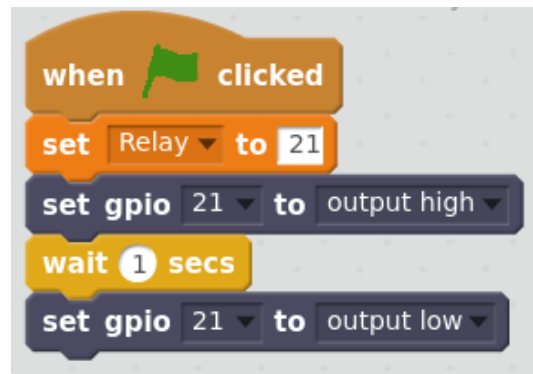 when clicked
set Relay to 21
set gpio 21 to output high
wait 1 secs
set gpio 21 to output low